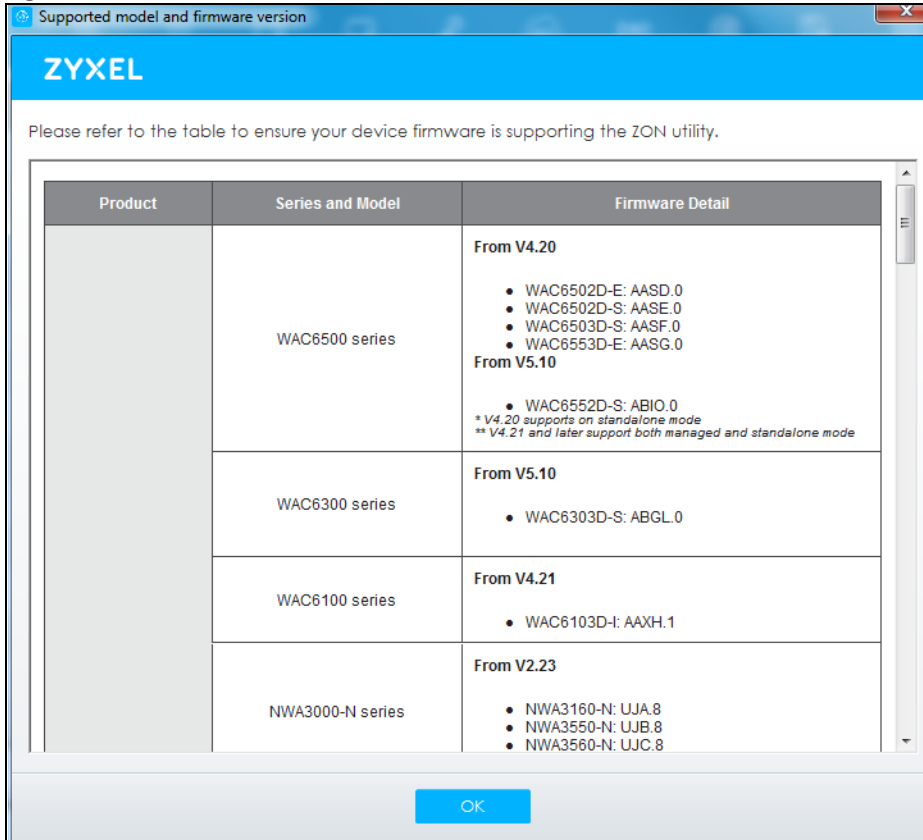 Supported model and firmware version
ZYXEL
Please refer to the table to ensure your device firmware is supporting the ZON utility.
Product
Series and Model
Firmware Detail
WAC6500 series
From V4.20
• WAC6502D-E: AASD.0
• WAC6502D-S: AASE.0
• WAC6503D-S: AASF.0
• WAC6553D-E: AASG.0
From V5.10
• WAC6552D-S: ABIO.0
* V4.20 supports on standalone mode
** V4.21 and later support both managed and standalone mode
WAC6300 series
From V5.10
• WAC6303D-S: ABGL.0
WAC6100 series
From V4.21
• WAC6103D-I: AAXH.1
NWA3000-N series
From V2.23
• NWA3160-N: UJA.8
• NWA3550-N: UJB.8
• NWA3560-N: UJC.8
OK